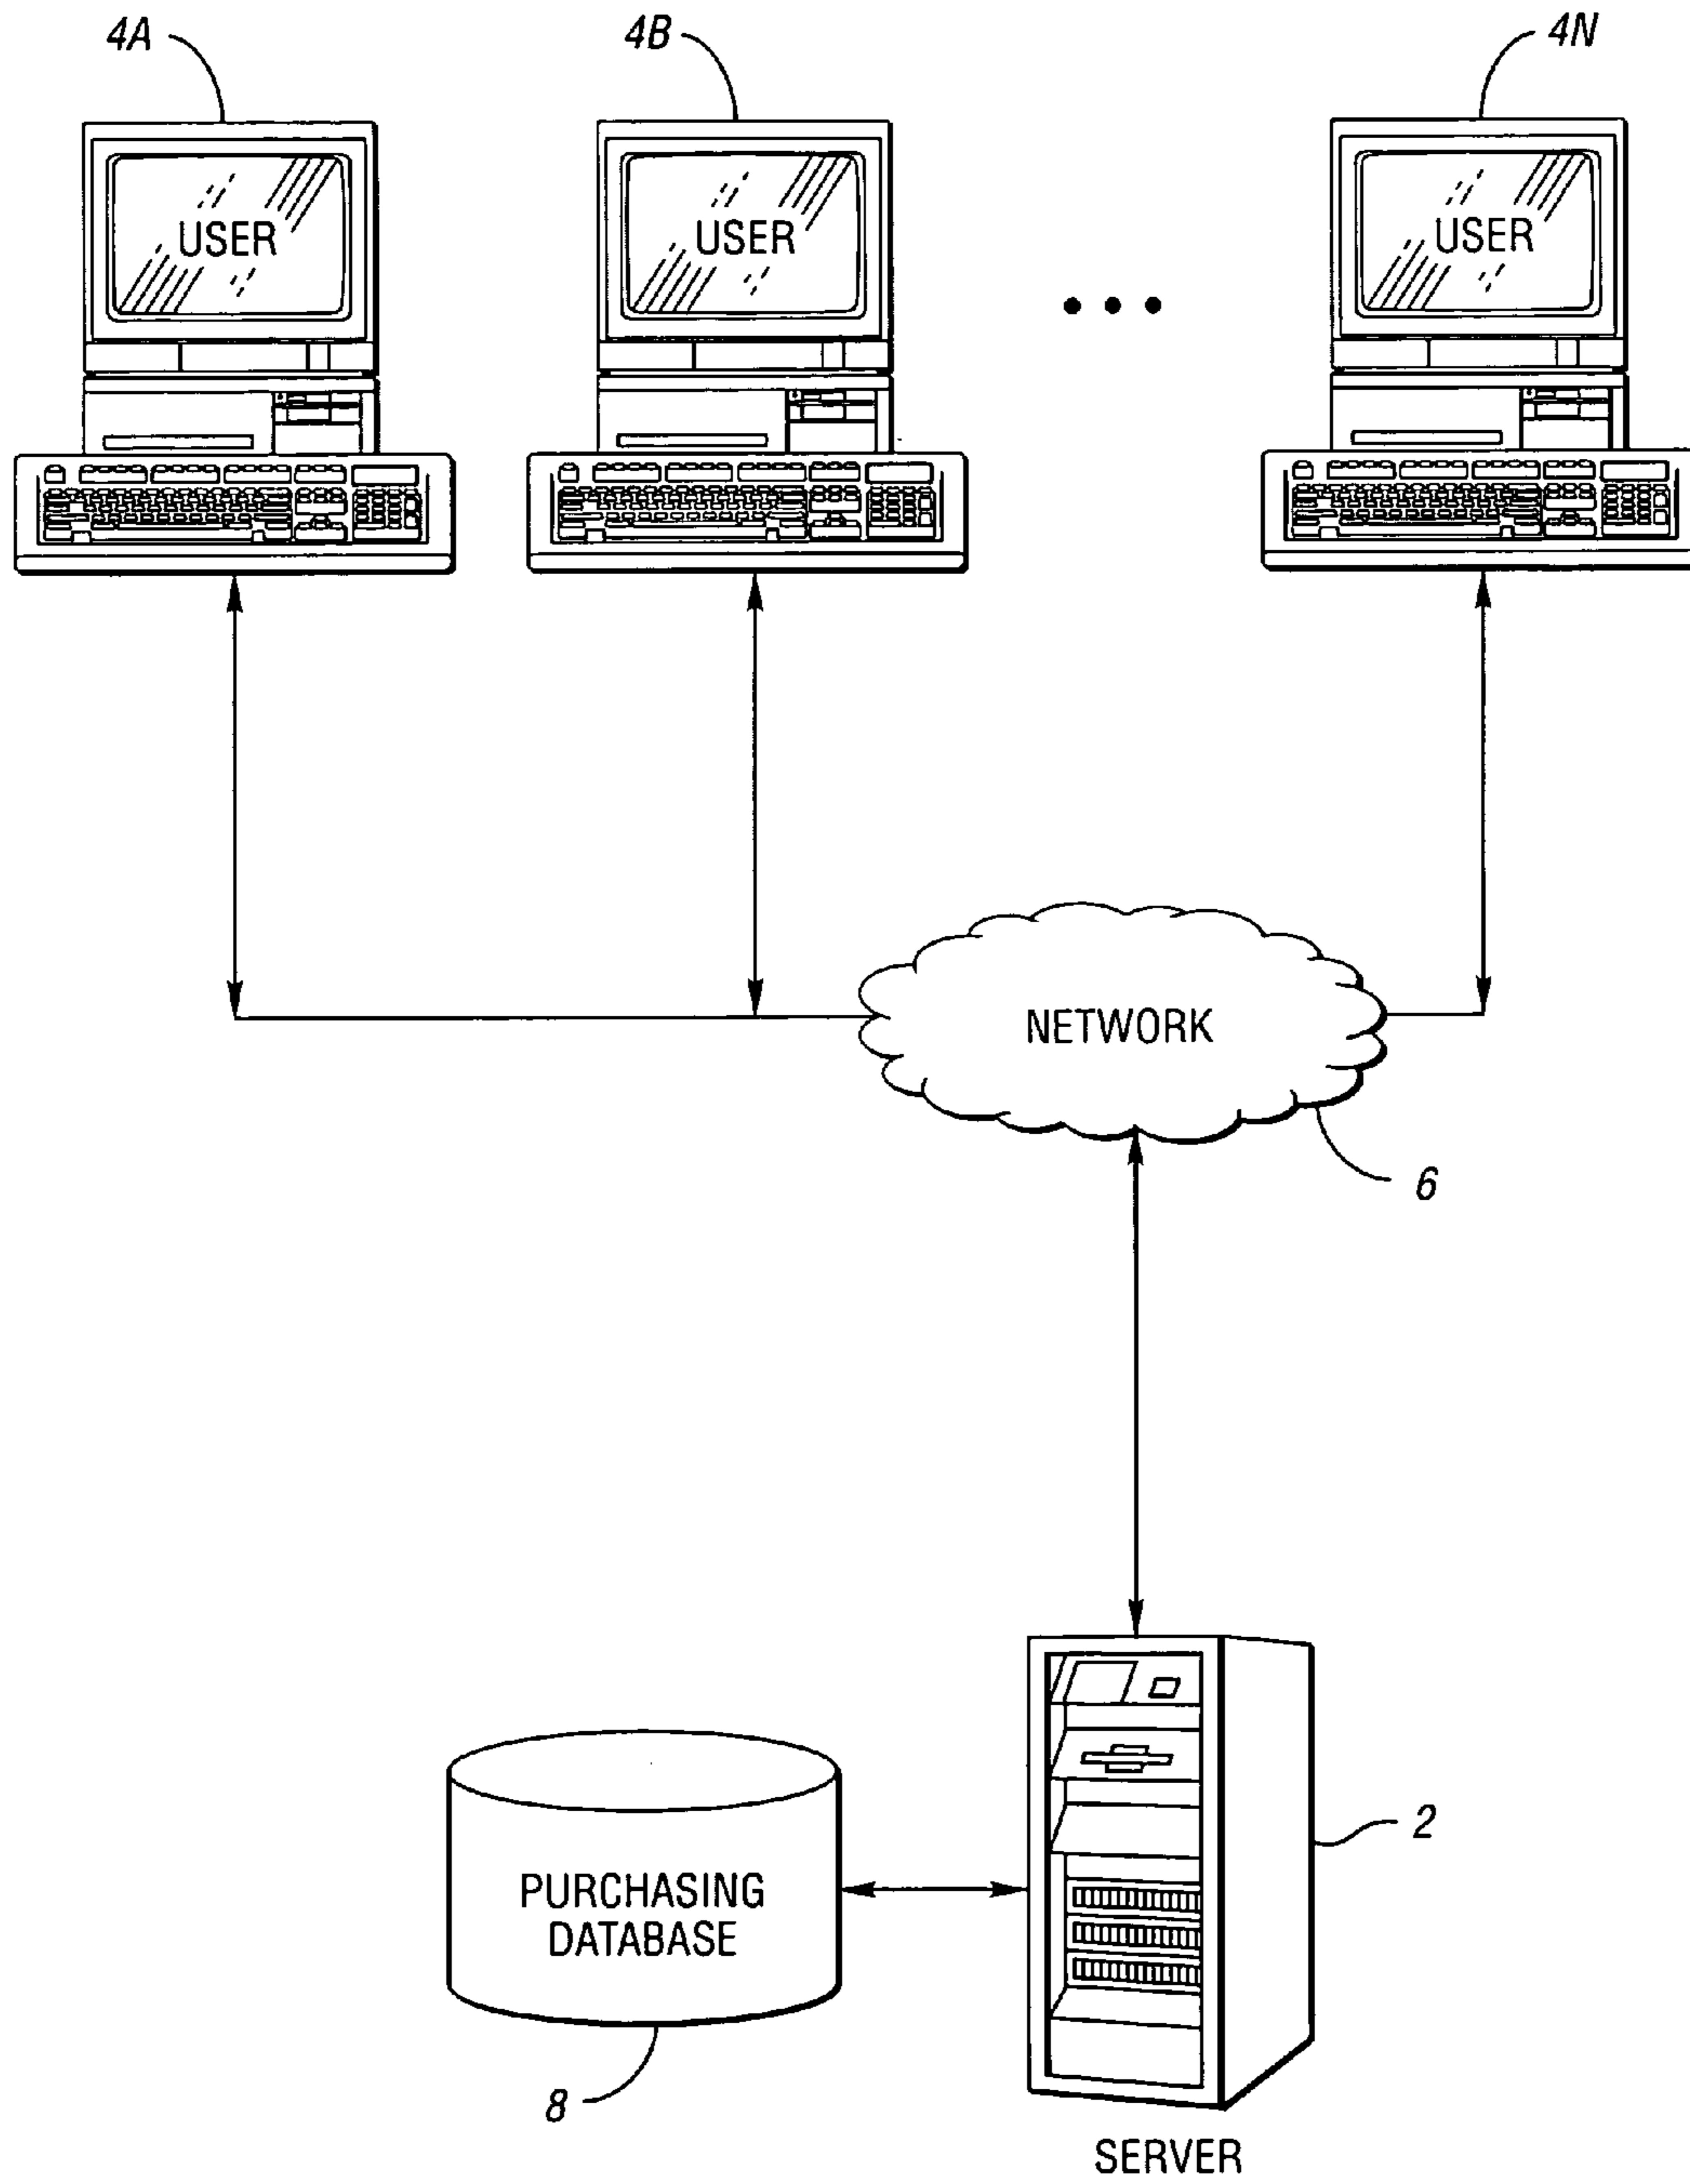 4A
4B
4N
USER
USER
USER
• • •
NETWORK
6
2
PURCHASING
DATABASE
8
SERVER